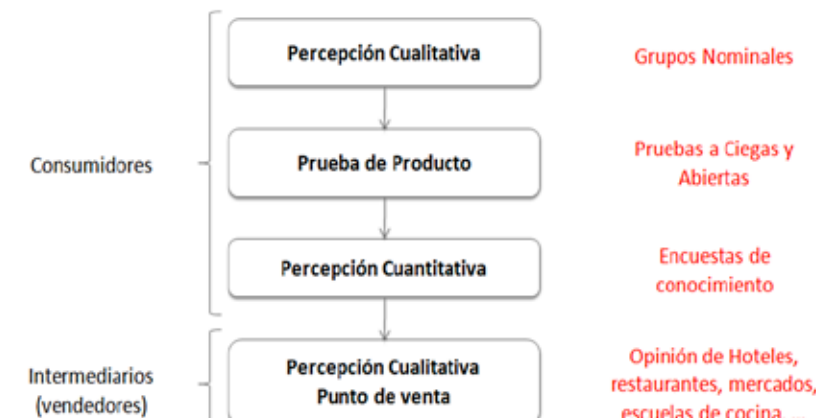 Percepción Cualitativa
Grupos Nominales
Consumidores
Prueba de Producto
Pruebas a Ciegas y
Abiertas
Percepción Cuantitativa
Encuestas de
conocimiento
Intermediarios
(vendedores)
Percepción Cualitativa
Punto de venta
Opinión de Hoteles,
restaurantes, mercados,
escuelas de cocina, ...